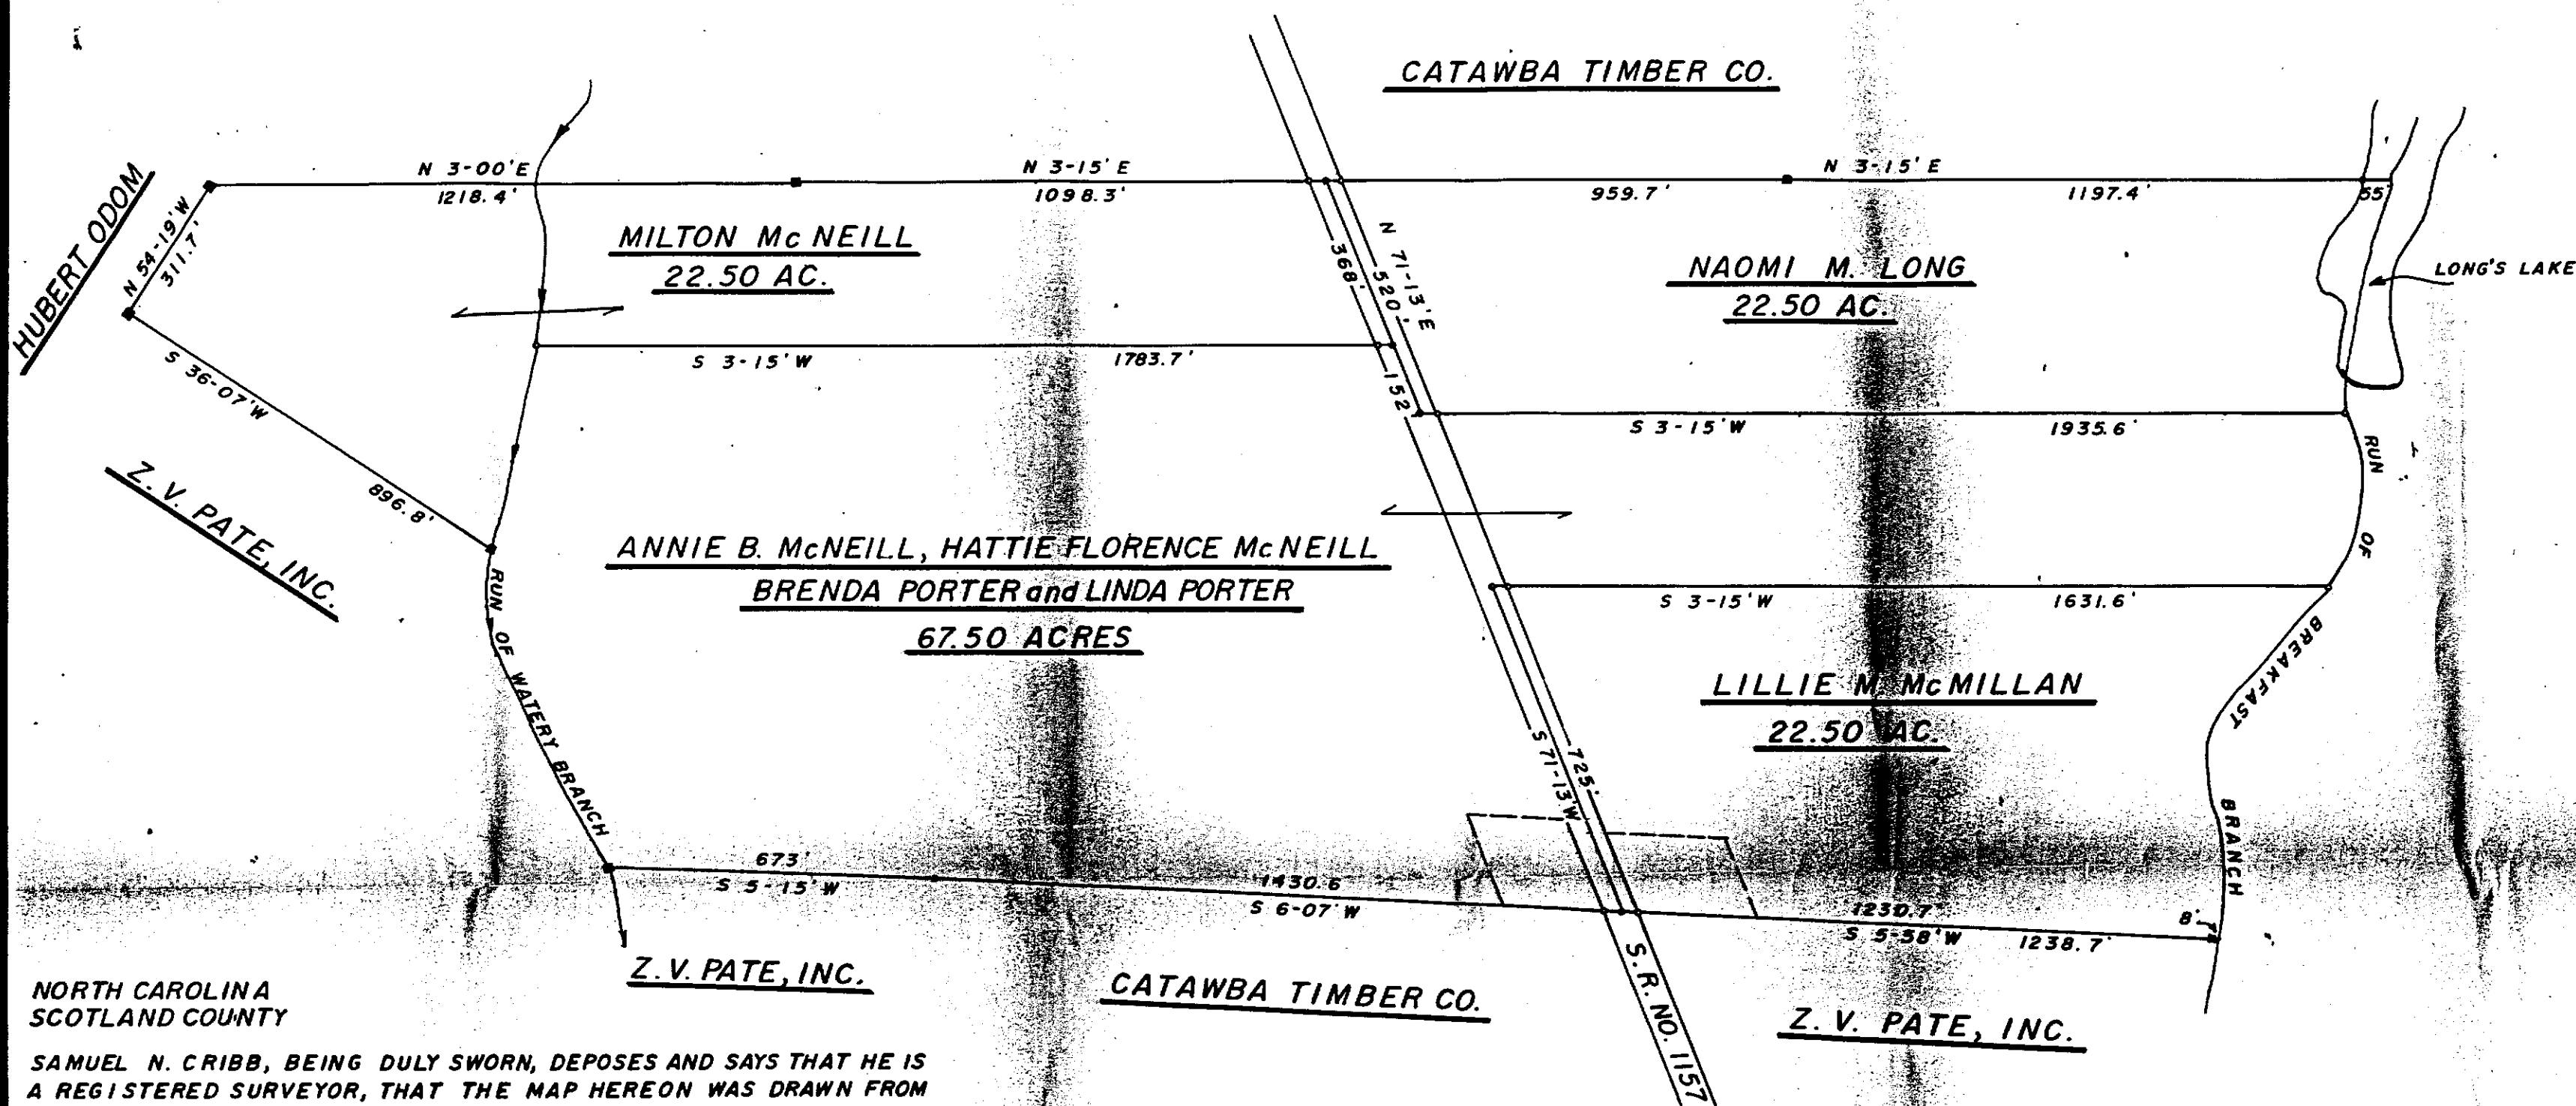 CATAWBA TIMBER CO.
N 3-00'E
1218.4'
N 3-15'E
1098.3'
959.7'
N 3-15'E
1197.4'
55'
HUBERT ODOM
N 54-19'W
311.7'
MILTON McNEILL
22.50 AC.
368'
520'
N 71-13'E
NAOMI M. LONG
22.50 AC.
LONG'S LAKE
S 3-15'W
1783.7'
S 36-07'W
896.8'
152'
S 3-15'W
1935.6'
Z. V. PATE, INC.
ANNIE B. McNEILL, HATTIE FLORENCE McNEILL
BRENDA PORTER and LINDA PORTER
67.50 ACRES
S 3-15'W
1631.6'
RUN OF BREAKFAST BRANCH
RUN OF WATERY BRANCH
LILLIE M. McMILLAN
22.50 AC.
S 71-13'W
725'
673'
S 5-15'W
1430.6
S 6-07'W
1230.7'
S 5-58'W
1238.7'
8'
Z. V. PATE, INC.
CATAWBA TIMBER CO.
S. R. NO. 1157
Z. V. PATE, INC.
NORTH CAROLINA
SCOTLAND COUNTY
SAMUEL N. CRIBB, BEING DULY SWORN, DEPOSES AND SAYS THAT HE IS
A REGISTERED SURVEYOR, THAT THE MAP HEREON WAS DRAWN FROM